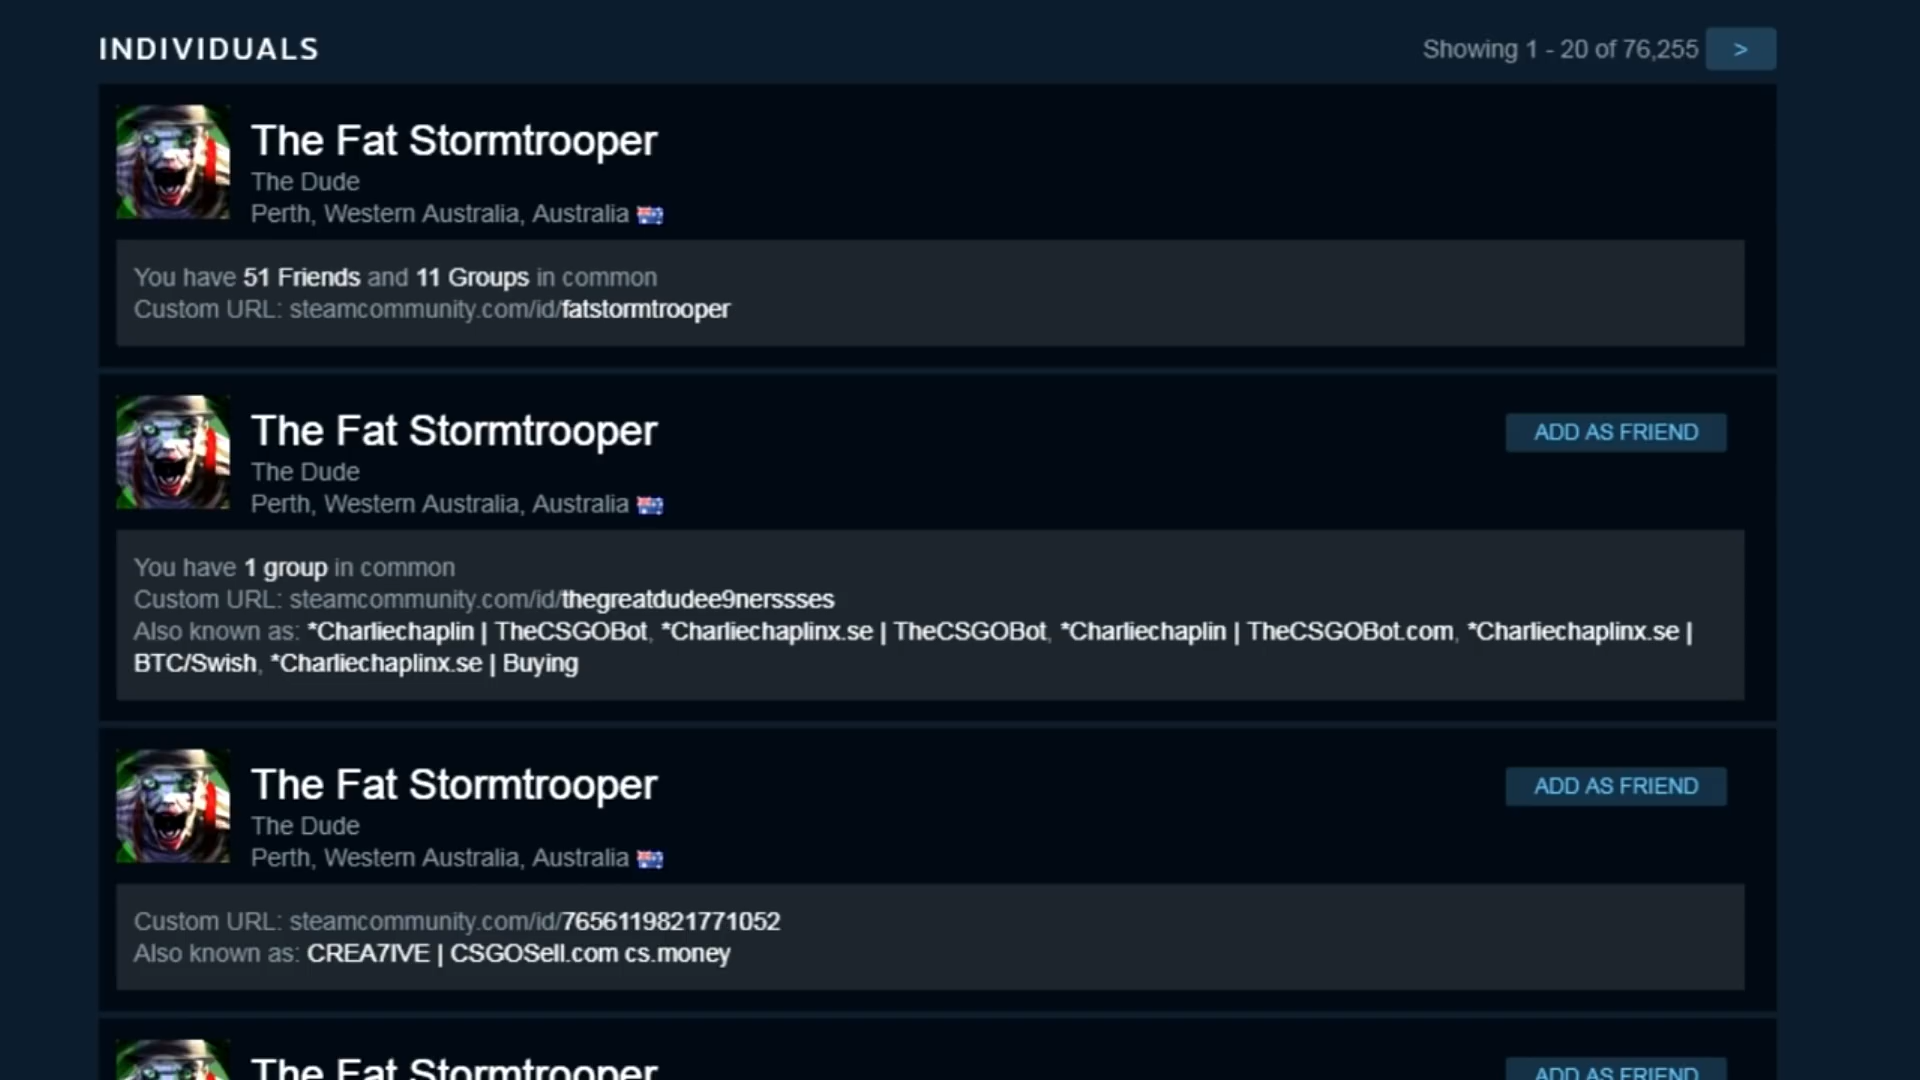 INDIVIDUALS
Showing 1 - 20 of 76,255 >
The Fat Stormtrooper
The Dude
Perth, Western Australia, Australia
You have 51 Friends and 11 Groups in common
Custom URL: steamcommunity.com/id/fatstormtrooper
The Fat Stormtrooper
ADD AS FRIEND
The Dude
Perth, Western Australia, Australia
You have 1 group in common
Custom URL: steamcommunity.com/id/thegreatdudee9nerssses
Also known as: *Charliechaplin | TheCSGOBot, *Charliechaplinx.se | TheCSGOBot, *Charliechaplin | TheCSGOBot.com, *Charliechaplinx.se |
BTC/Swish, *Charliechaplinx.se | Buying
The Fat Stormtrooper
ADD AS FRIEND
The Dude
Perth, Western Australia, Australia
Custom URL: steamcommunity.com/id/7656119821771052
Also known as: CREA7IVE | CSGOSell.com cs.money
The Fat Stormtrooper
ADD AS FRIEND